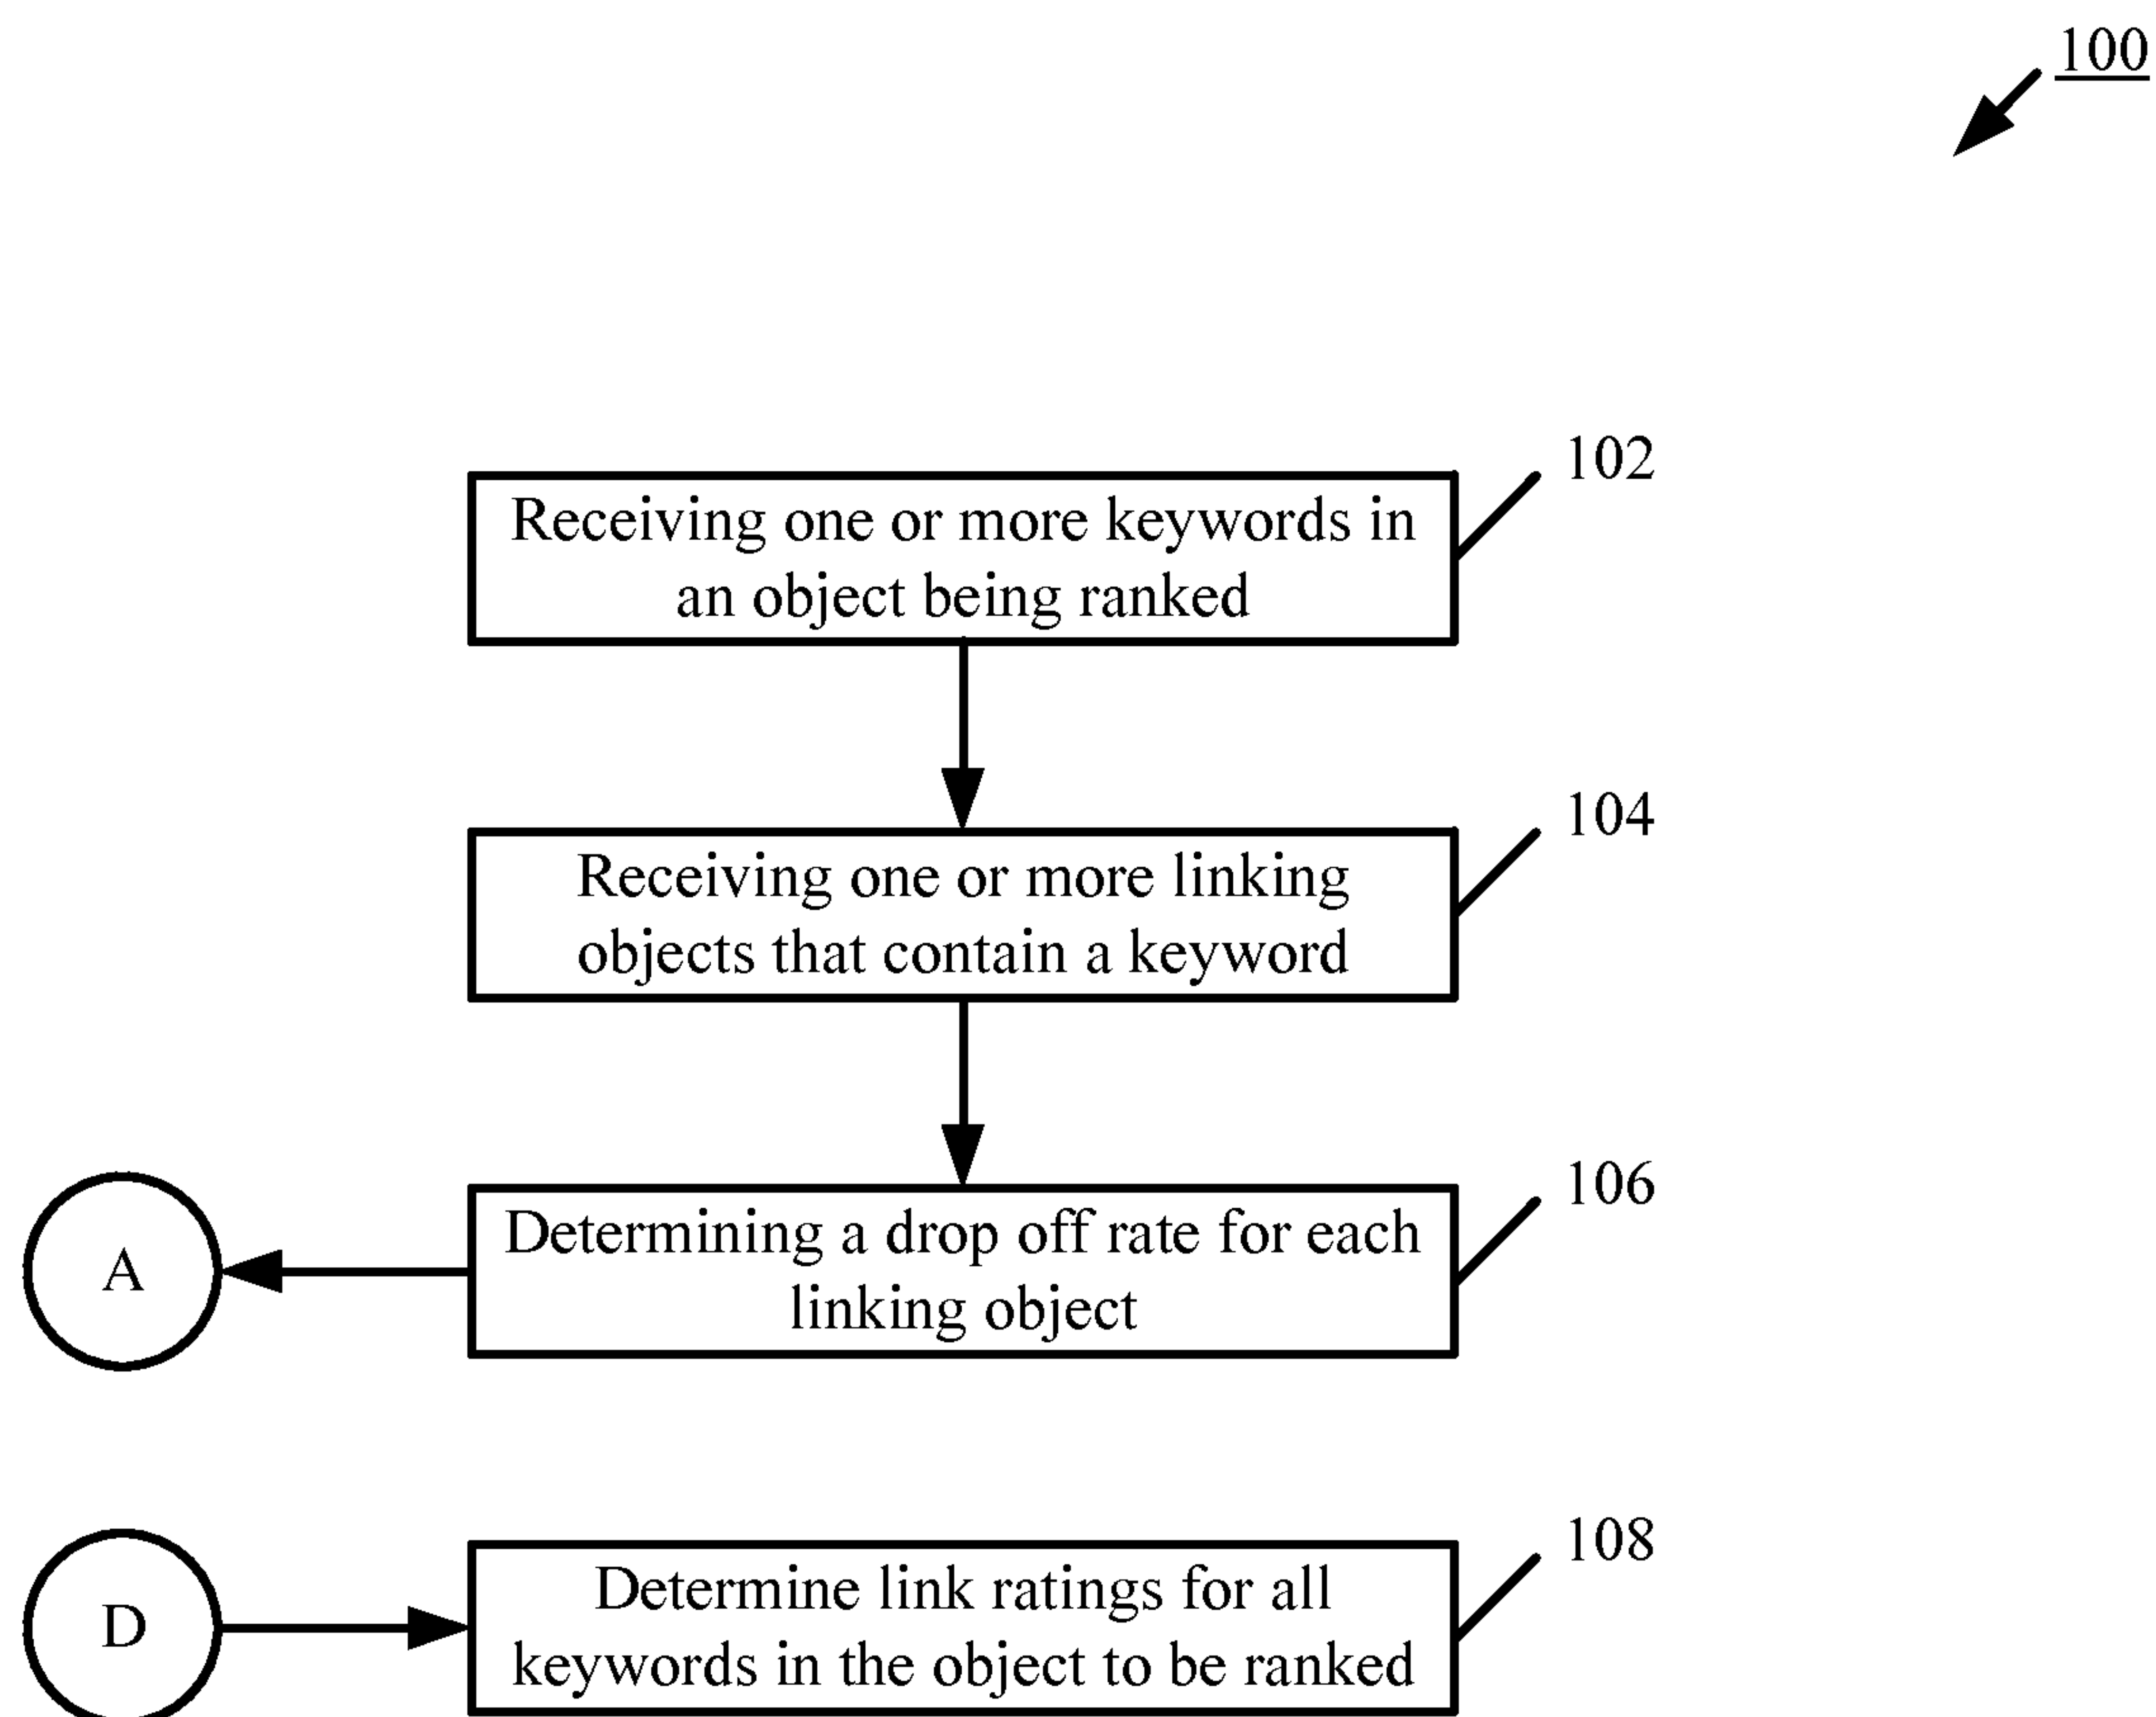 100
102
Receiving one or more keywords in
an object being ranked
104
Receiving one or more linking
objects that contain a keyword
106
A
Determining a drop off rate for each
linking object
108
D
Determine link ratings for all
keywords in the object to be ranked